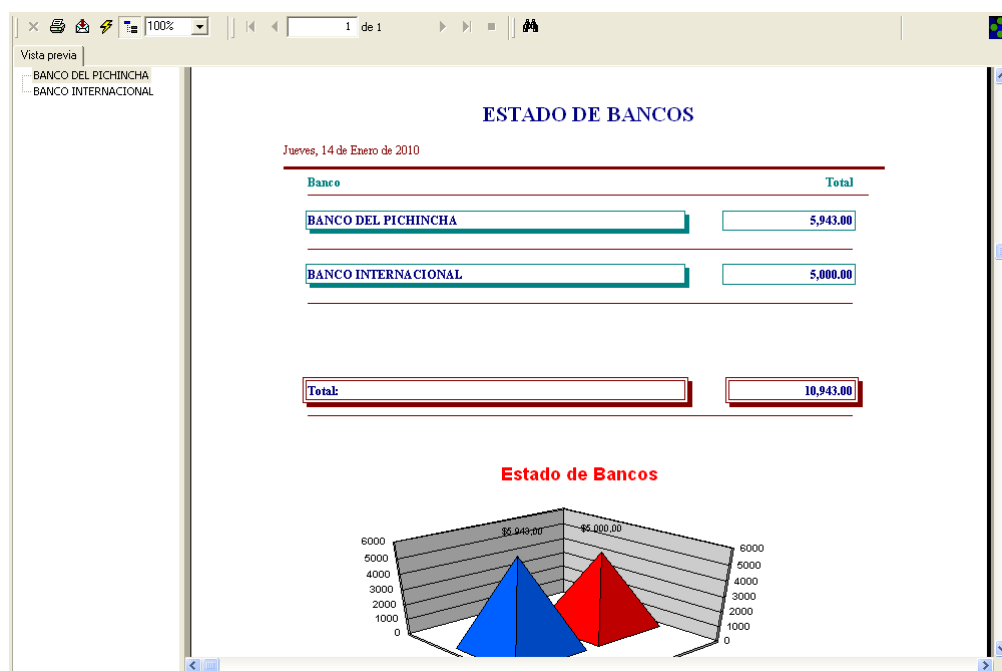 100%
1 de 1
Vista previa
BANCO DEL PICHINCHA
BANCO INTERNACIONAL
ESTADO DE BANCOS
Jueves, 14 de Enero de 2010
Banco Total
BANCO DEL PICHINCHA 5,943.00
BANCO INTERNACIONAL 5,000.00
Total: 10,943.00
Estado de Bancos
$5.943,00 $5.000,00
6000 6000
5000 5000
4000 4000
3000 3000
2000 2000
1000 1000
0 0